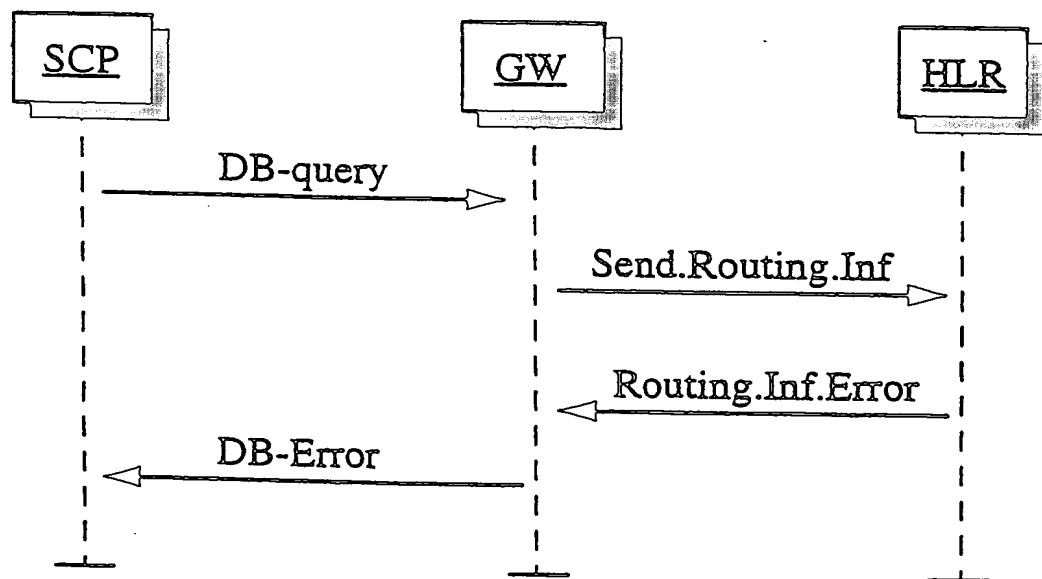 SCP
GW
HLR
DB-query
Send.Routing.Inf
Routing.Inf.Error
DB-Error